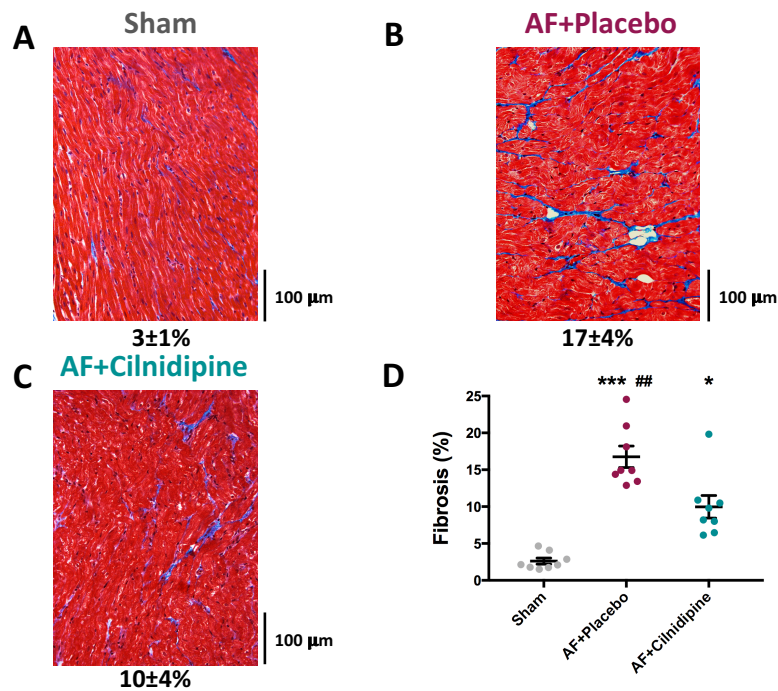 A
Sham
100 μm
3±1%
B
AF+Placebo
100 μm
17±4%
C
AF+Cilnidipine
100 μm
10±4%
D
*** ## *
Fibrosis (%)
25
20
15
10
5
0
Sham
AF+Placebo
AF+Cilnidipine